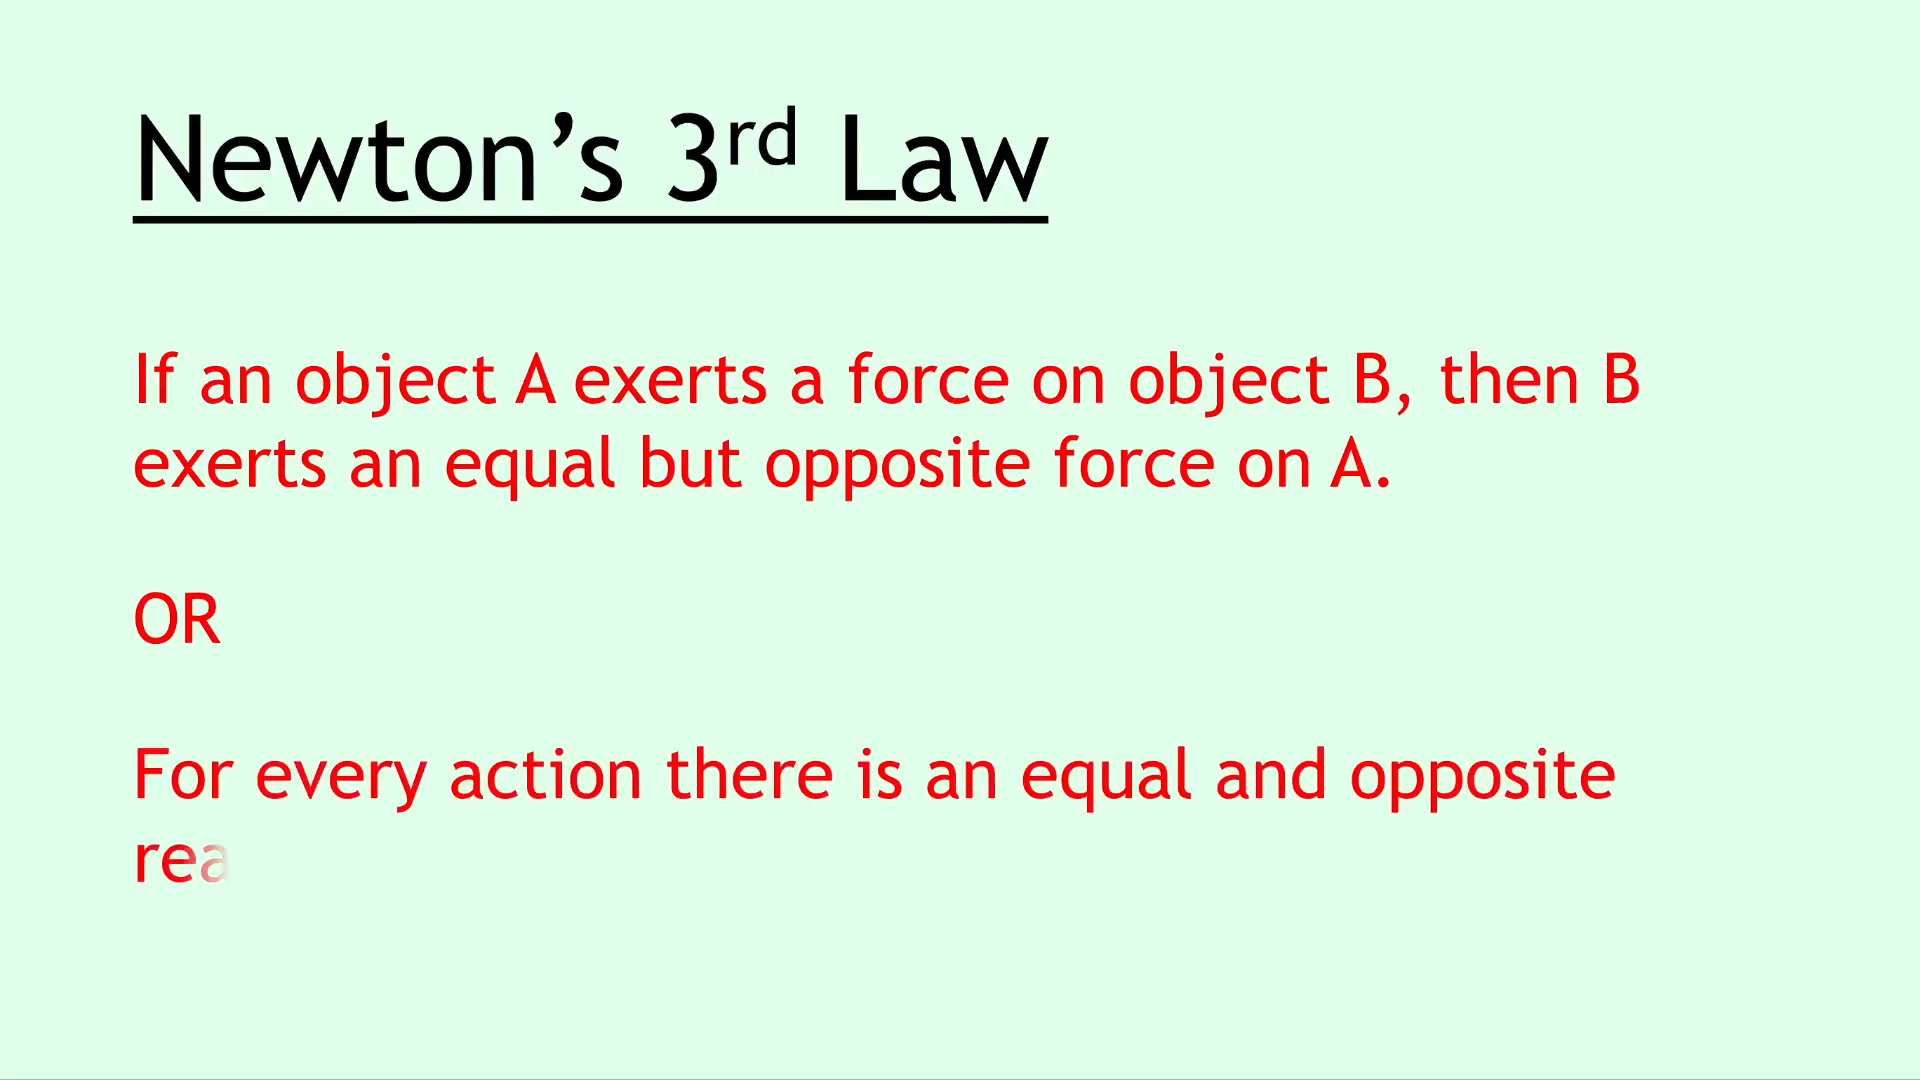 Newton’s 3rd Law
If an object A exerts a force on object B, then B
exerts an equal but opposite force on A.
OR
For every action there is an equal and opposite
rea